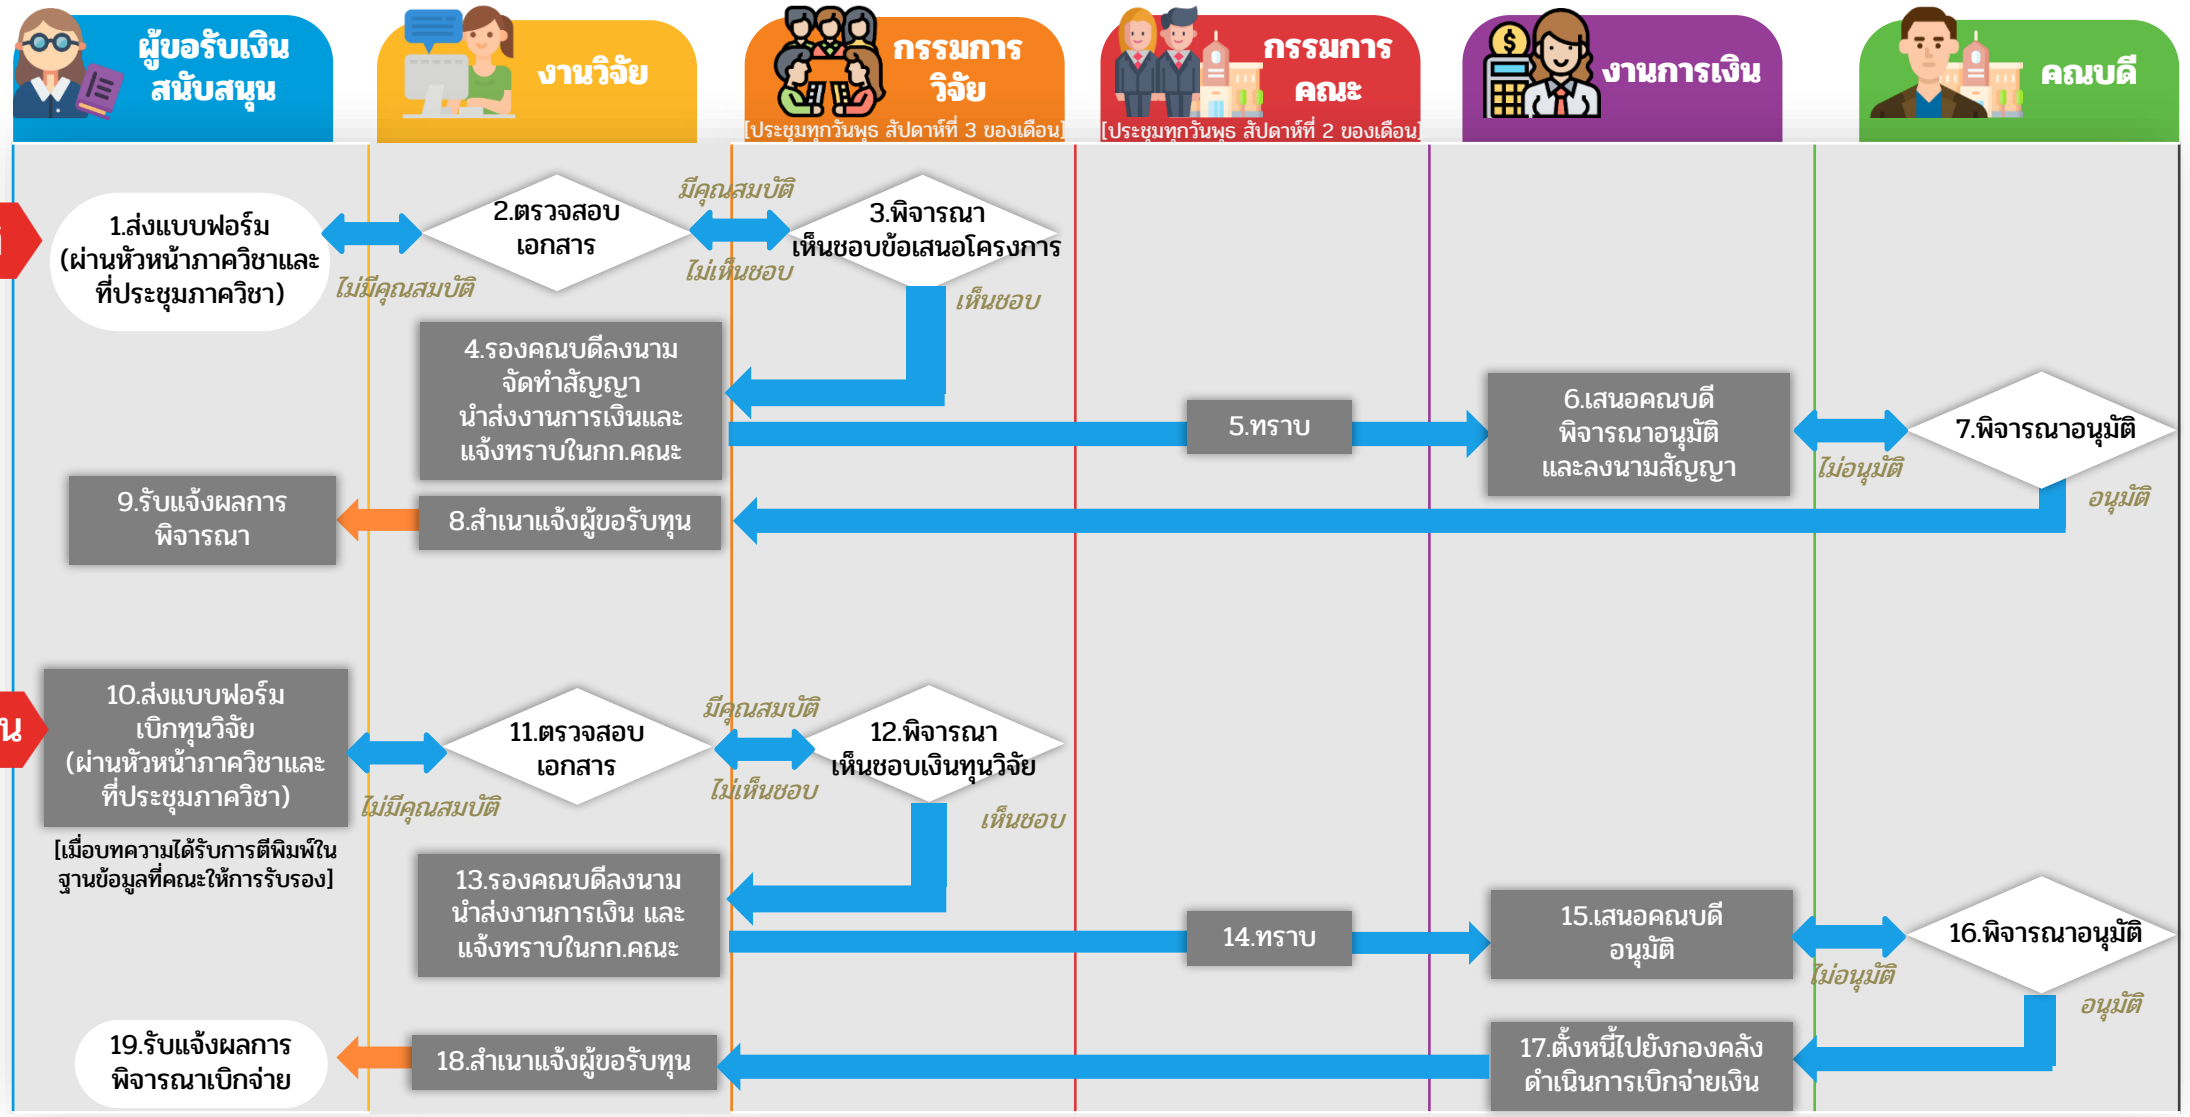 ผู้ขอรับเงิน
สนับสนุน
งานวิจัย
กรรมการ
วิจัย
[ประชุมทุกวันพุธ สัปดาห์ที่ 3 ของเดือน]
กรรมการ
คณะ
[ประชุมทุกวันพุธ สัปดาห์ที่ 2 ของเดือน]
งานการเงิน
คณบดี
1.ส่งแบบฟอร์ม
(ผ่านหัวหน้าภาควิชาและ
ที่ประชุมภาควิชา)
ไม่มีคุณสมบัติ
2.ตรวจสอบ
เอกสาร
มีคุณสมบัติ
ไม่เห็นชอบ
3.พิจารณา
เห็นชอบข้อเสนอโครงการ
เห็นชอบ
4.รองคณบดีลงนาม
จัดทำสัญญา
นำส่งงานการเงินและ
แจ้งทราบในกก.คณะ
5.ทราบ
6.เสนอคณบดี
พิจารณาอนุมัติ
และลงนามสัญญา
ไม่อนุมัติ
7.พิจารณาอนุมัติ
อนุมัติ
8.สำเนาแจ้งผู้ขอรับทุน
9.รับแจ้งผลการ
พิจารณา
น
10.ส่งแบบฟอร์ม
เบิกทุนวิจัย
(ผ่านหัวหน้าภาควิชาและ
ที่ประชุมภาควิชา)
[เมื่อบทความได้รับการตีพิมพ์ใน
ฐานข้อมูลที่คณะให้การรับรอง]
ไม่มีคุณสมบัติ
11.ตรวจสอบ
เอกสาร
มีคุณสมบัติ
ไม่เห็นชอบ
12.พิจารณา
เห็นชอบเงินทุนวิจัย
เห็นชอบ
13.รองคณบดีลงนาม
นำส่งงานการเงิน และ
แจ้งทราบในกก.คณะ
14.ทราบ
15.เสนอคณบดี
อนุมัติ
ไม่อนุมัติ
16.พิจารณาอนุมัติ
อนุมัติ
17.ตั้งหนี้ไปยังกองคลัง
ดำเนินการเบิกจ่ายเงิน
18.สำเนาแจ้งผู้ขอรับทุน
19.รับแจ้งผลการ
พิจารณาเบิกจ่าย